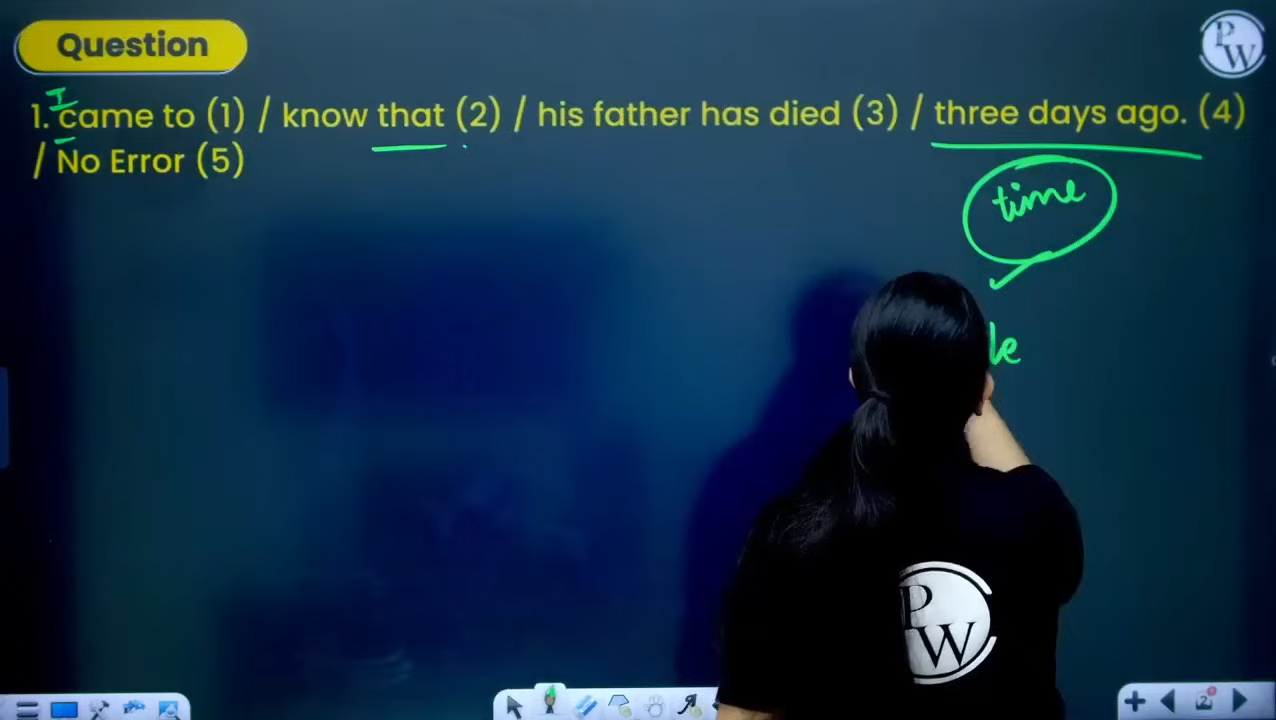 Question
PW
I
1. came to (1) / know that (2) / his father has died (3) / three days ago. (4)
/ No Error (5)
time
PW
2